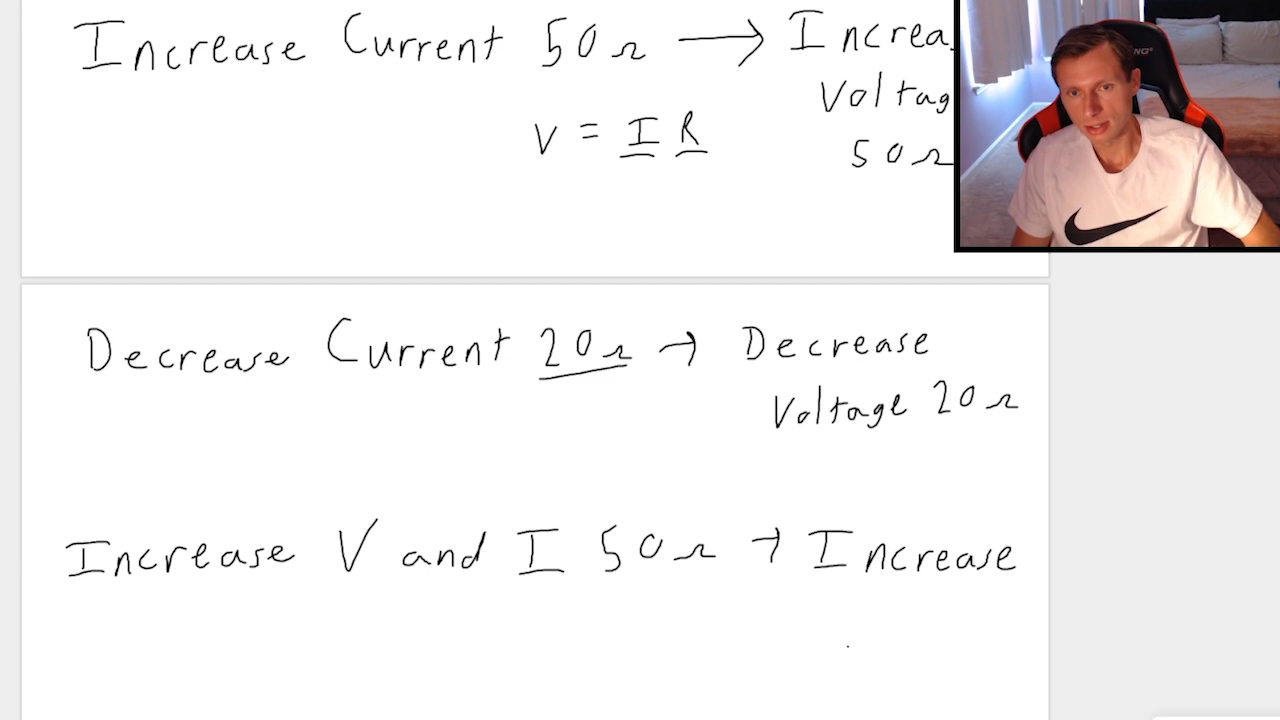 Increase Current 50Ω → Increa
Voltag
50Ω
V = I R
Decrease Current 20Ω → Decrease
Voltage 20Ω
Increase V and I 50Ω → Increase